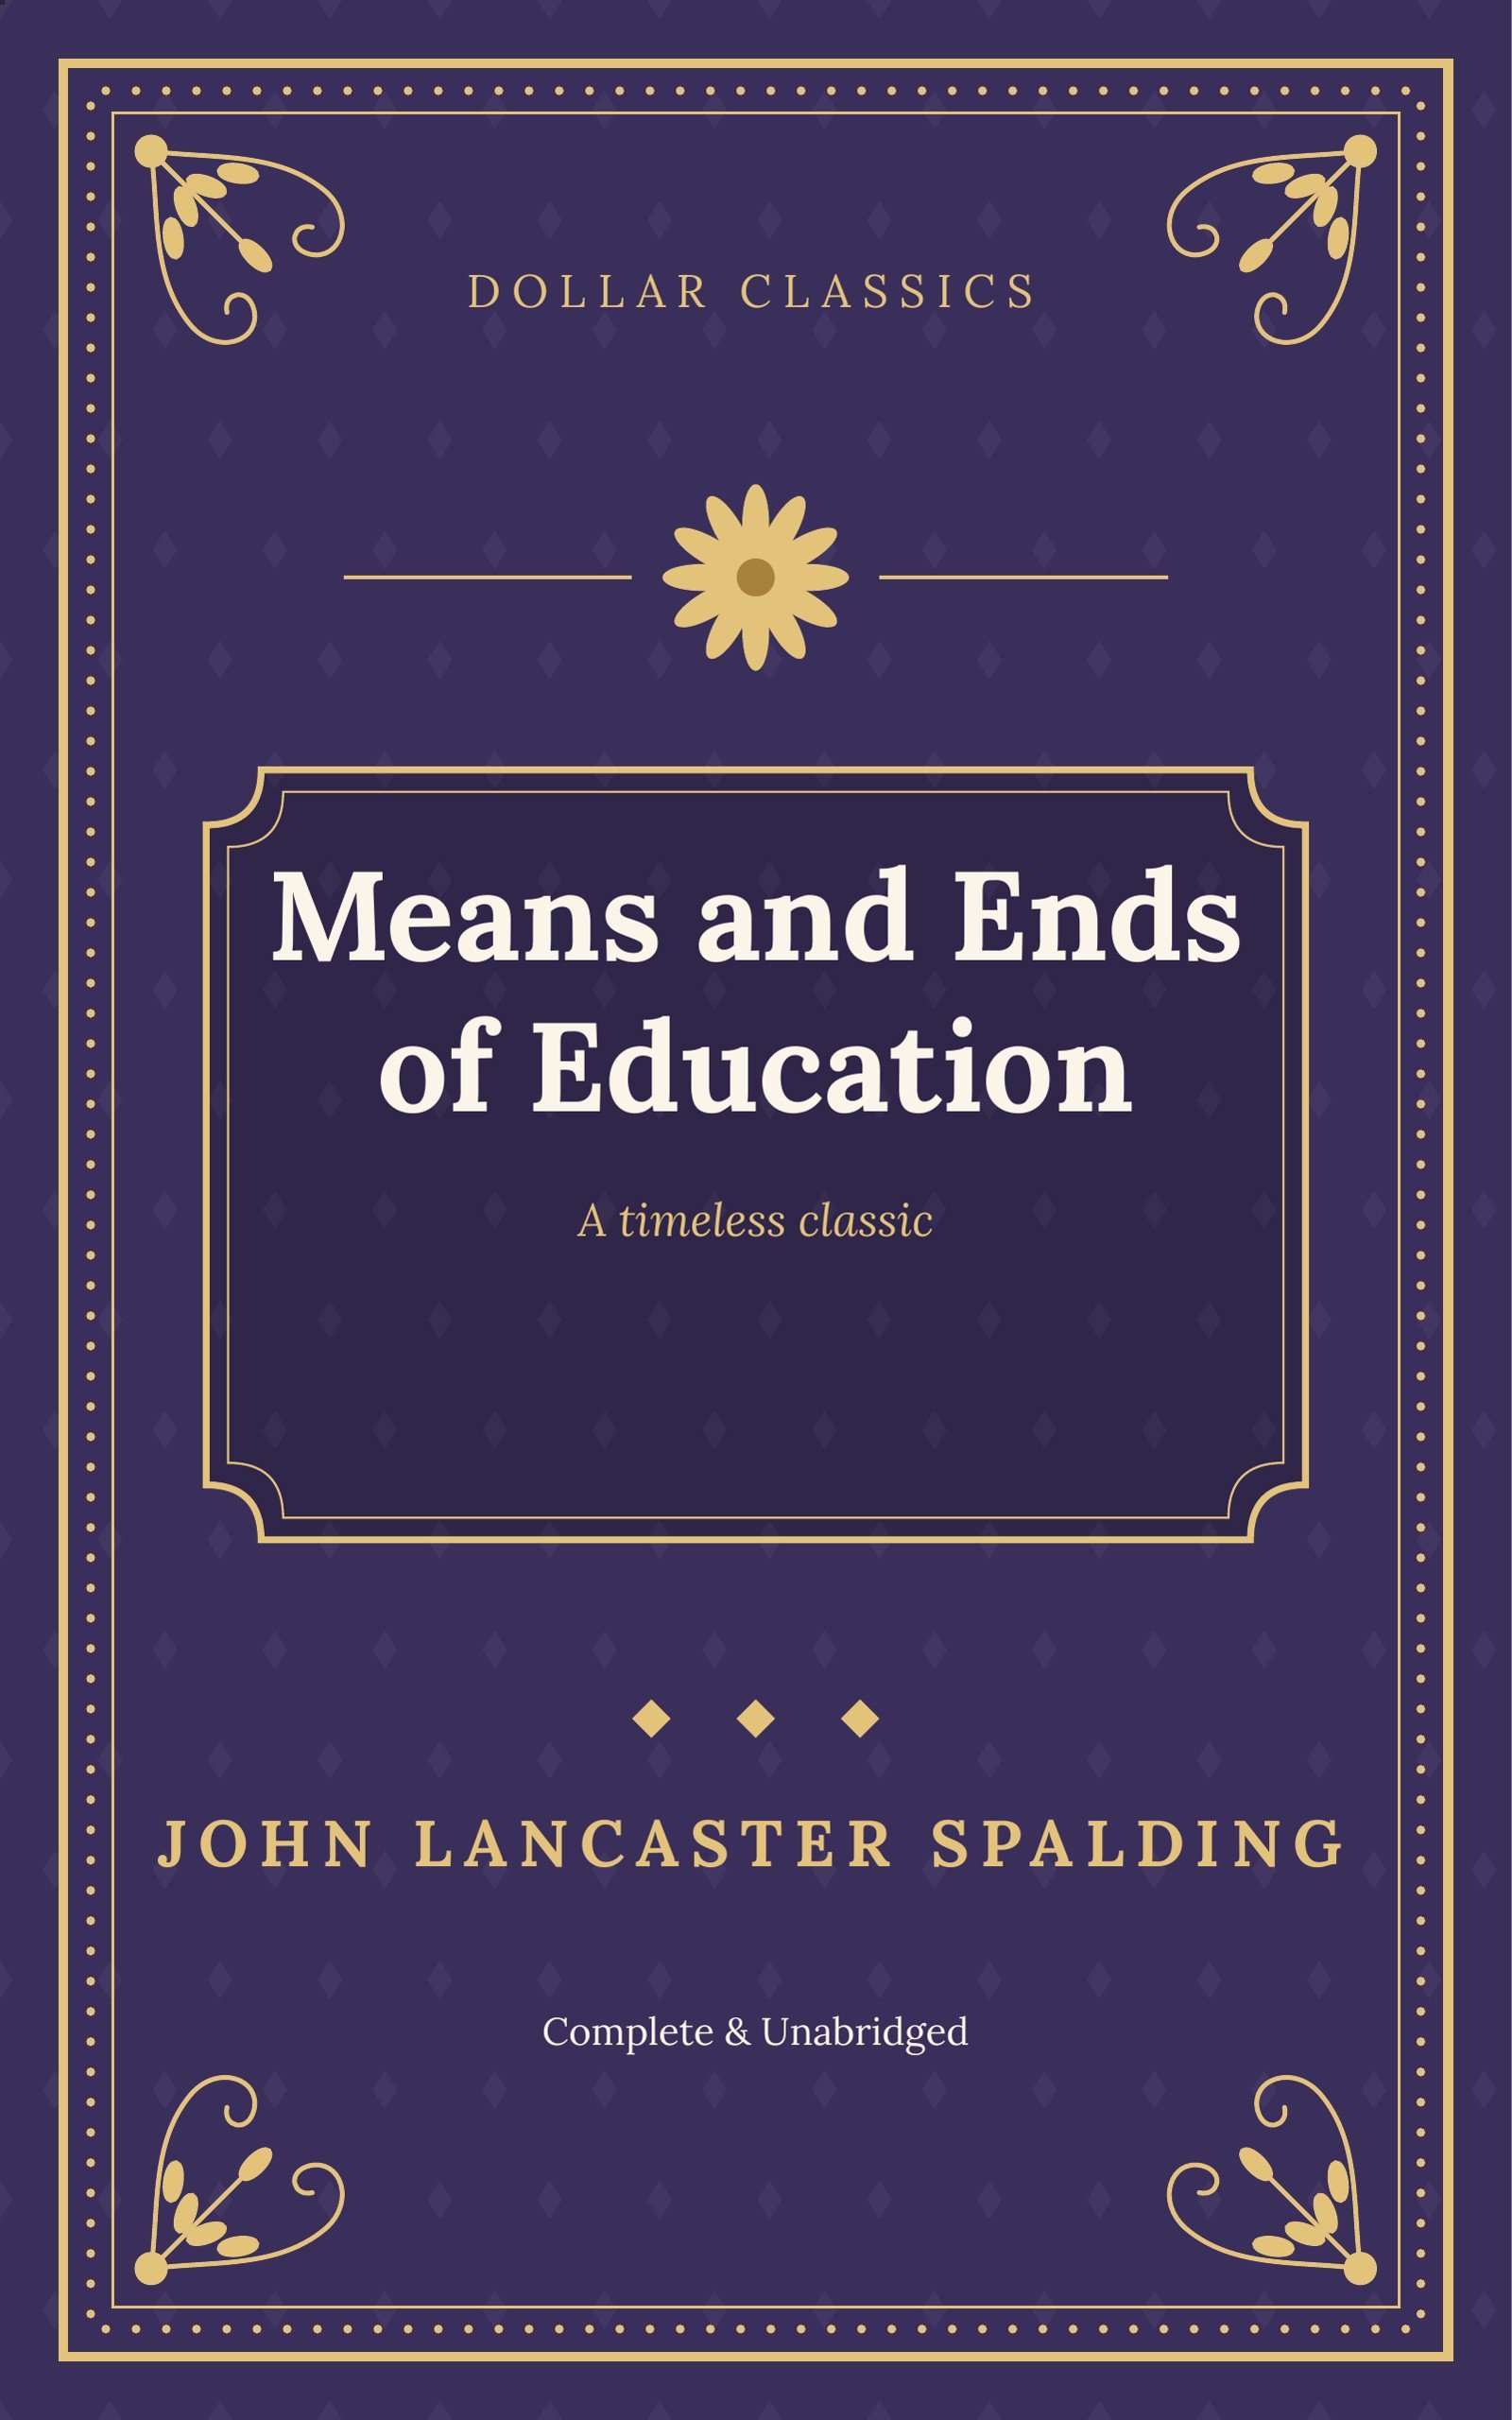 DOLLAR CLASSICS
Means and Ends
of Education
A timeless classic
JOHN LANCASTER SPALDING
Complete & Unabridged